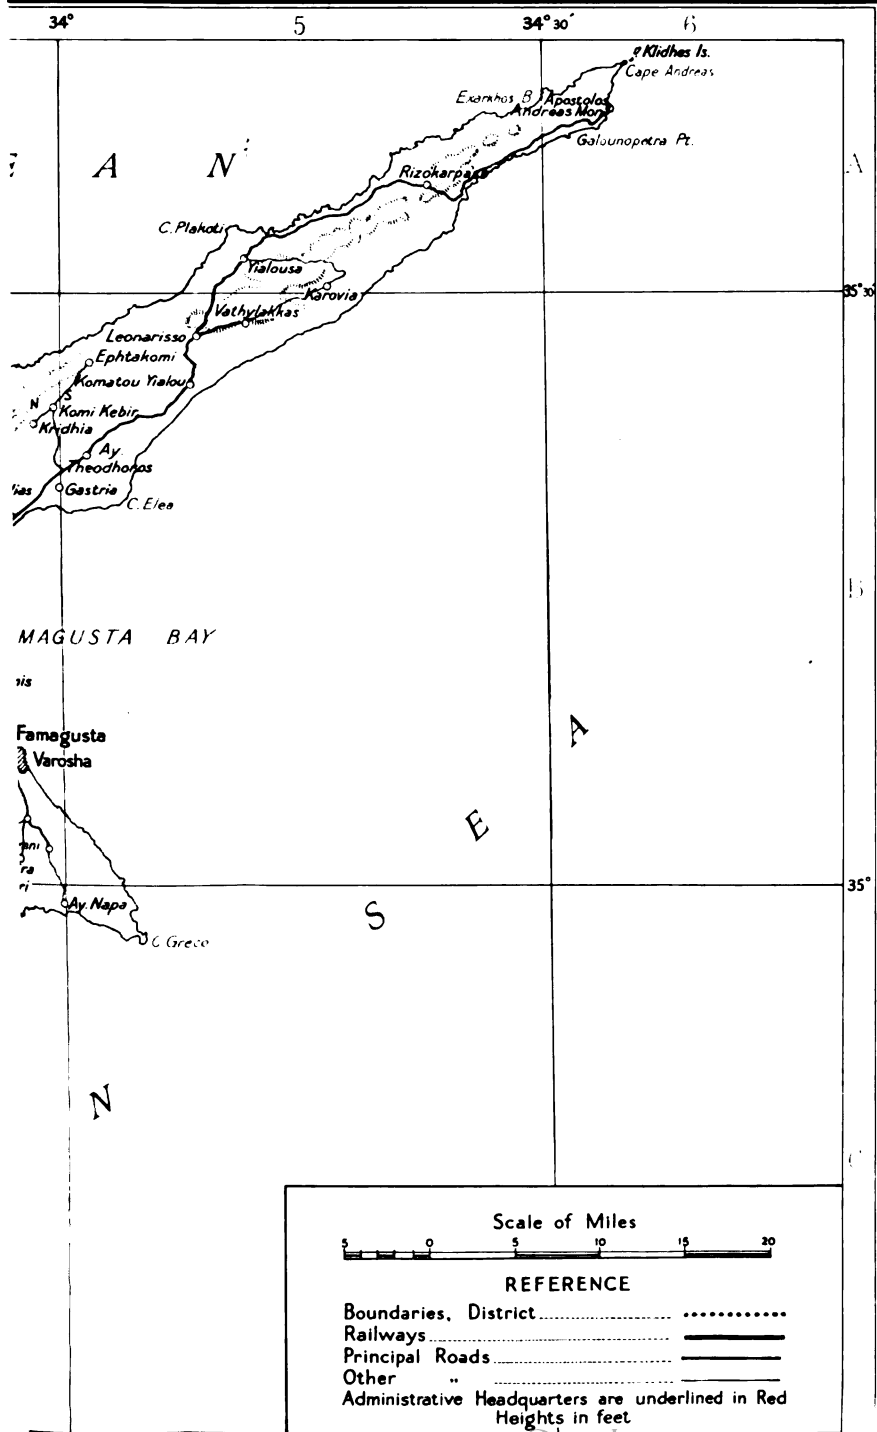 34°
5
34°30′
6
Klidhes Is.
Cape Andreas
Exarkhos B.
Apostolos
Andreas Mon.
Galounopetra Pt.
E A N
A
Rizokarpaso
C. Plakoti
Yialousa
35°30′
Karovia
Vathylakkas
Leonarisso
Ephtakomi
Komatou Yialou
N S
Komi Kebir
Kridhia
Ay.
Theodhoros
Gastria
C. Elea
B
MAGUSTA BAY
Famagusta
Varosha
A
E
35°
Ay. Napa
S
C. Greco
N
C
Scale of Miles
5 0 5 10 15 20
REFERENCE
Boundaries, District
Railways
Principal Roads
Other "
Administrative Headquarters are underlined in Red
Heights in feet